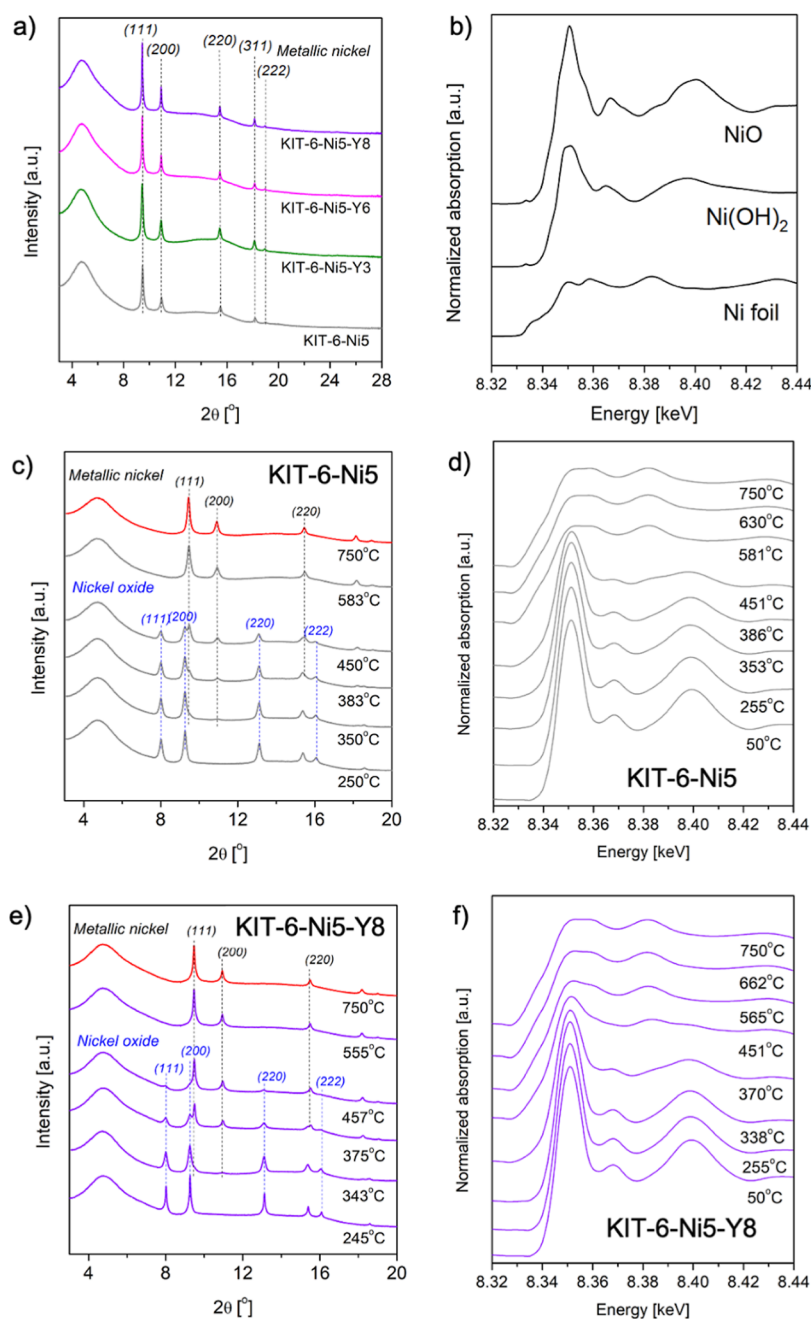 a)
(111)
(200)
(220)
(311)
Metallic nickel
(222)
KIT-6-Ni5-Y8
KIT-6-Ni5-Y6
KIT-6-Ni5-Y3
KIT-6-Ni5
Intensity [a.u.]
4 8 12 16 20 24 28
2θ [°]
b)
NiO
Ni(OH)2
Ni foil
Normalized absorption [a.u.]
8.32 8.34 8.36 8.38 8.40 8.42 8.44
Energy [keV]
c)
KIT-6-Ni5
Metallic nickel
(111)
(200)
(220)
750°C
583°C
Nickel oxide
(111)
(200)
(220)
(222)
450°C
383°C
350°C
250°C
Intensity [a.u.]
4 8 12 16 20
2θ [°]
d)
750°C
630°C
581°C
451°C
386°C
353°C
255°C
50°C
KIT-6-Ni5
Normalized absorption [a.u.]
8.32 8.34 8.36 8.38 8.40 8.42 8.44
Energy [keV]
e)
KIT-6-Ni5-Y8
Metallic nickel
(111)
(200)
(220)
750°C
555°C
Nickel oxide
(111)
(200)
(220)
(222)
457°C
375°C
343°C
245°C
Intensity [a.u.]
4 8 12 16 20
2θ [°]
f)
750°C
662°C
565°C
451°C
370°C
338°C
255°C
50°C
KIT-6-Ni5-Y8
Normalized absorption [a.u.]
8.32 8.34 8.36 8.38 8.40 8.42 8.44
Energy [keV]